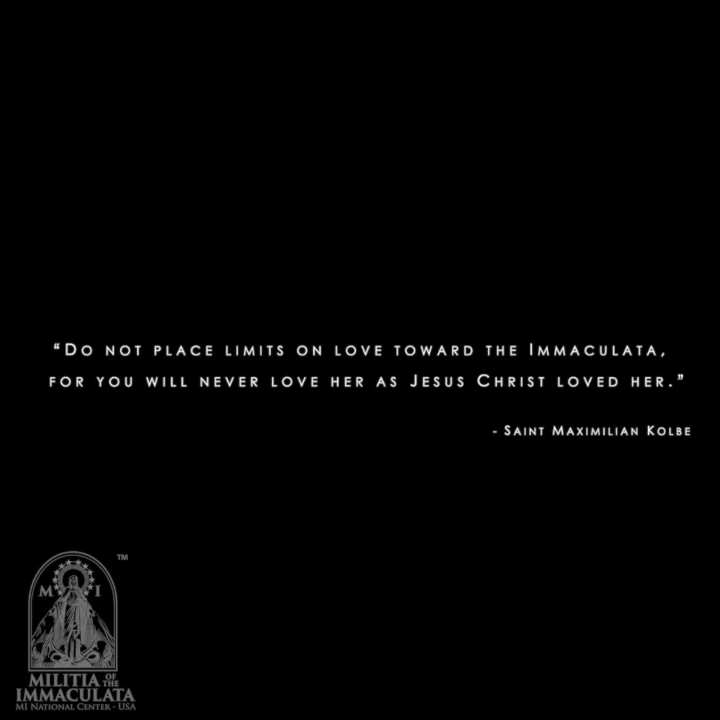 “Do not place limits on love toward the Immaculata,
for you will never love her as Jesus Christ loved her.”
- Saint Maximilian Kolbe
™
M I
MILITIA OF THE
IMMACULATA
MI National Center - USA